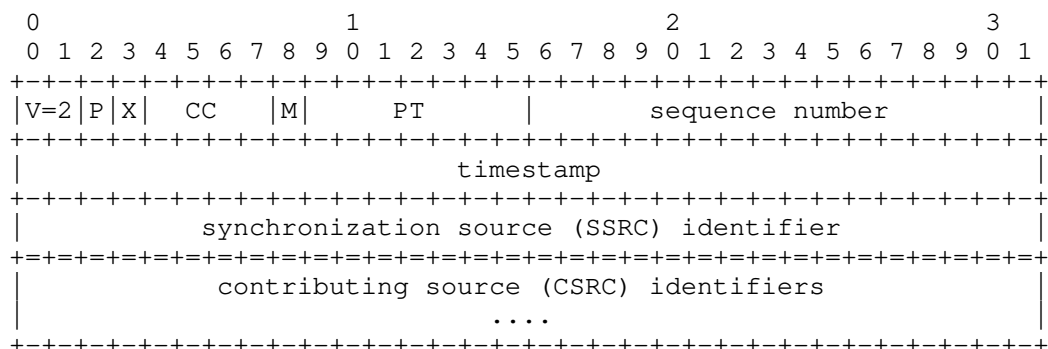 0                   1                   2                   3
 0 1 2 3 4 5 6 7 8 9 0 1 2 3 4 5 6 7 8 9 0 1 2 3 4 5 6 7 8 9 0 1
+-+-+-+-+-+-+-+-+-+-+-+-+-+-+-+-+-+-+-+-+-+-+-+-+-+-+-+-+-+-+-+-+
|V=2|P|X|  CC   |M|     PT      |       sequence number         |
+-+-+-+-+-+-+-+-+-+-+-+-+-+-+-+-+-+-+-+-+-+-+-+-+-+-+-+-+-+-+-+-+
|                           timestamp                           |
+-+-+-+-+-+-+-+-+-+-+-+-+-+-+-+-+-+-+-+-+-+-+-+-+-+-+-+-+-+-+-+-+
|           synchronization source (SSRC) identifier            |
+=+=+=+=+=+=+=+=+=+=+=+=+=+=+=+=+=+=+=+=+=+=+=+=+=+=+=+=+=+=+=+=+
|            contributing source (CSRC) identifiers             |
|                             ....                              |
+-+-+-+-+-+-+-+-+-+-+-+-+-+-+-+-+-+-+-+-+-+-+-+-+-+-+-+-+-+-+-+-+